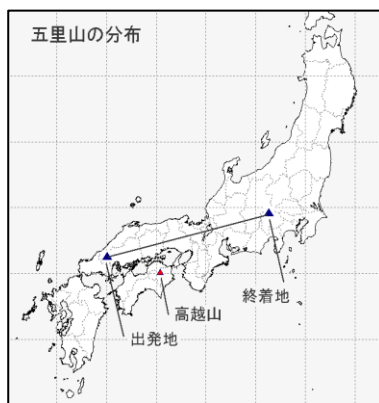 五里山の分布
終着地
高越山
出発地